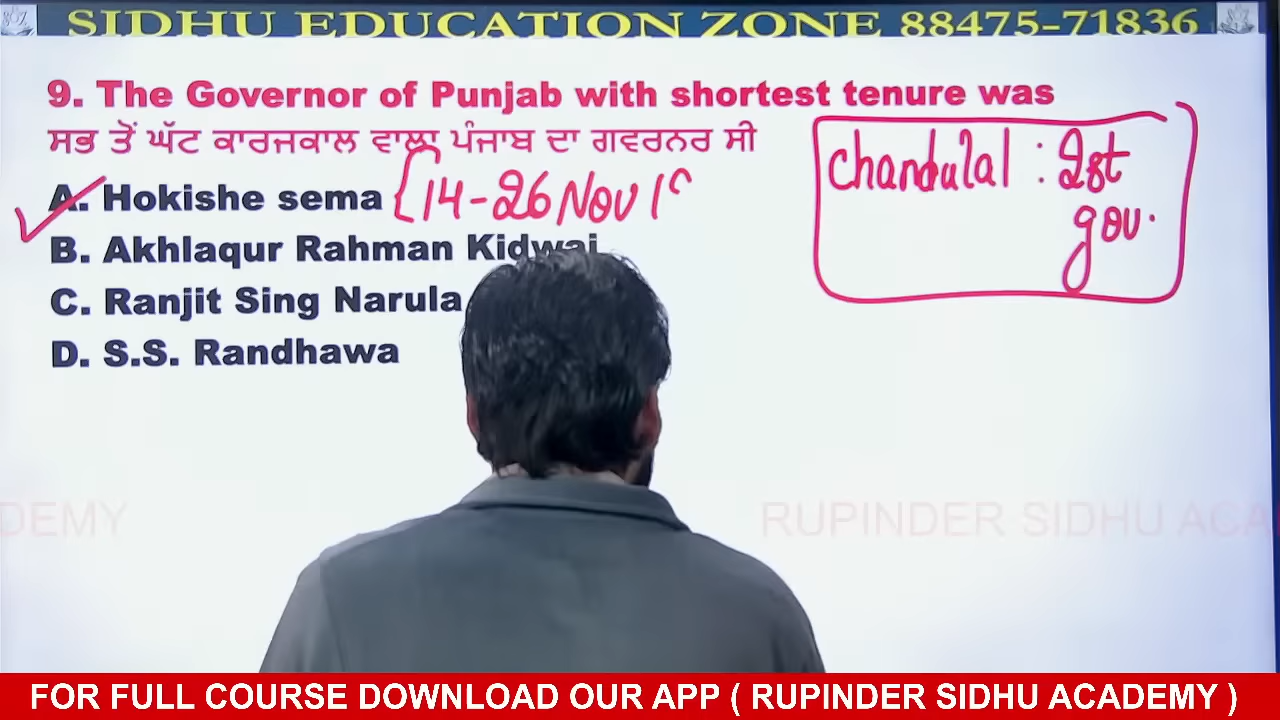 SIDHU EDUCATION ZONE 88475-71836
9. The Governor of Punjab with shortest tenure was
ਸਭ ਤੋਂ ਘੱਟ ਕਾਰਜਕਾਲ ਵਾਲਾ ਪੰਜਾਬ ਦਾ ਗਵਰਨਰ ਸੀ
A. Hokishe sema {14-26 Nov 19
B. Akhlaqur Rahman Kidwai
C. Ranjit Sing Narula
D. S.S. Randhawa
Chandulal : 1st
gov.
DEMY RUPINDER SIDHU ACA
FOR FULL COURSE DOWNLOAD OUR APP ( RUPINDER SIDHU ACADEMY )